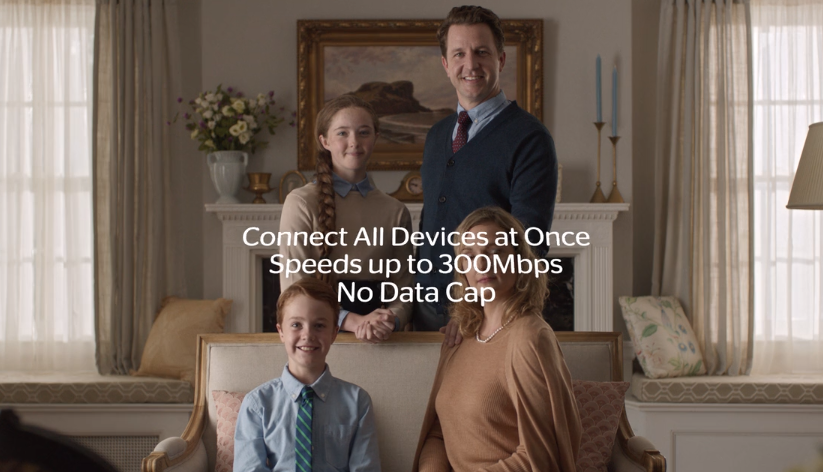 Connect All Devices at Once
Speeds up to 300Mbps
No Data Cap